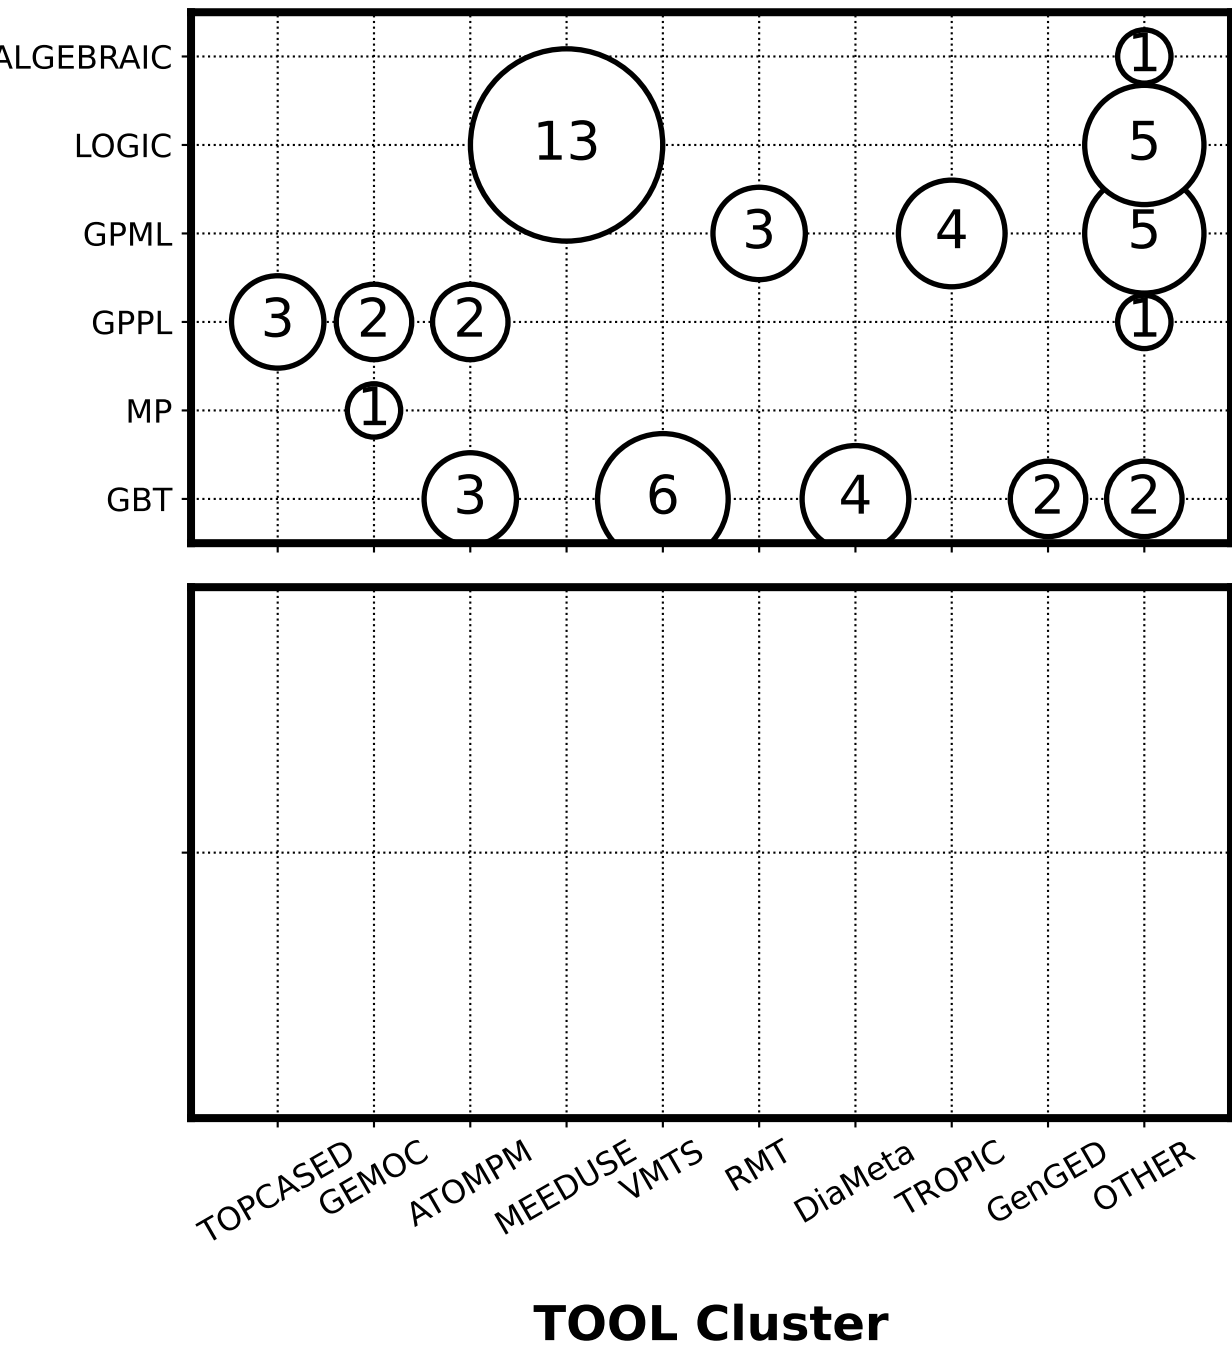 ALGEBRAIC 1
LOGIC 13 5
GPML 3 4 5
GPPL 3 2 2 1
MP 1
GBT 3 6 4 2 2
TOPCASED GEMOC ATOMPM MEEDUSE VMTS RMT DiaMeta TROPIC GenGED OTHER
TOOL Cluster